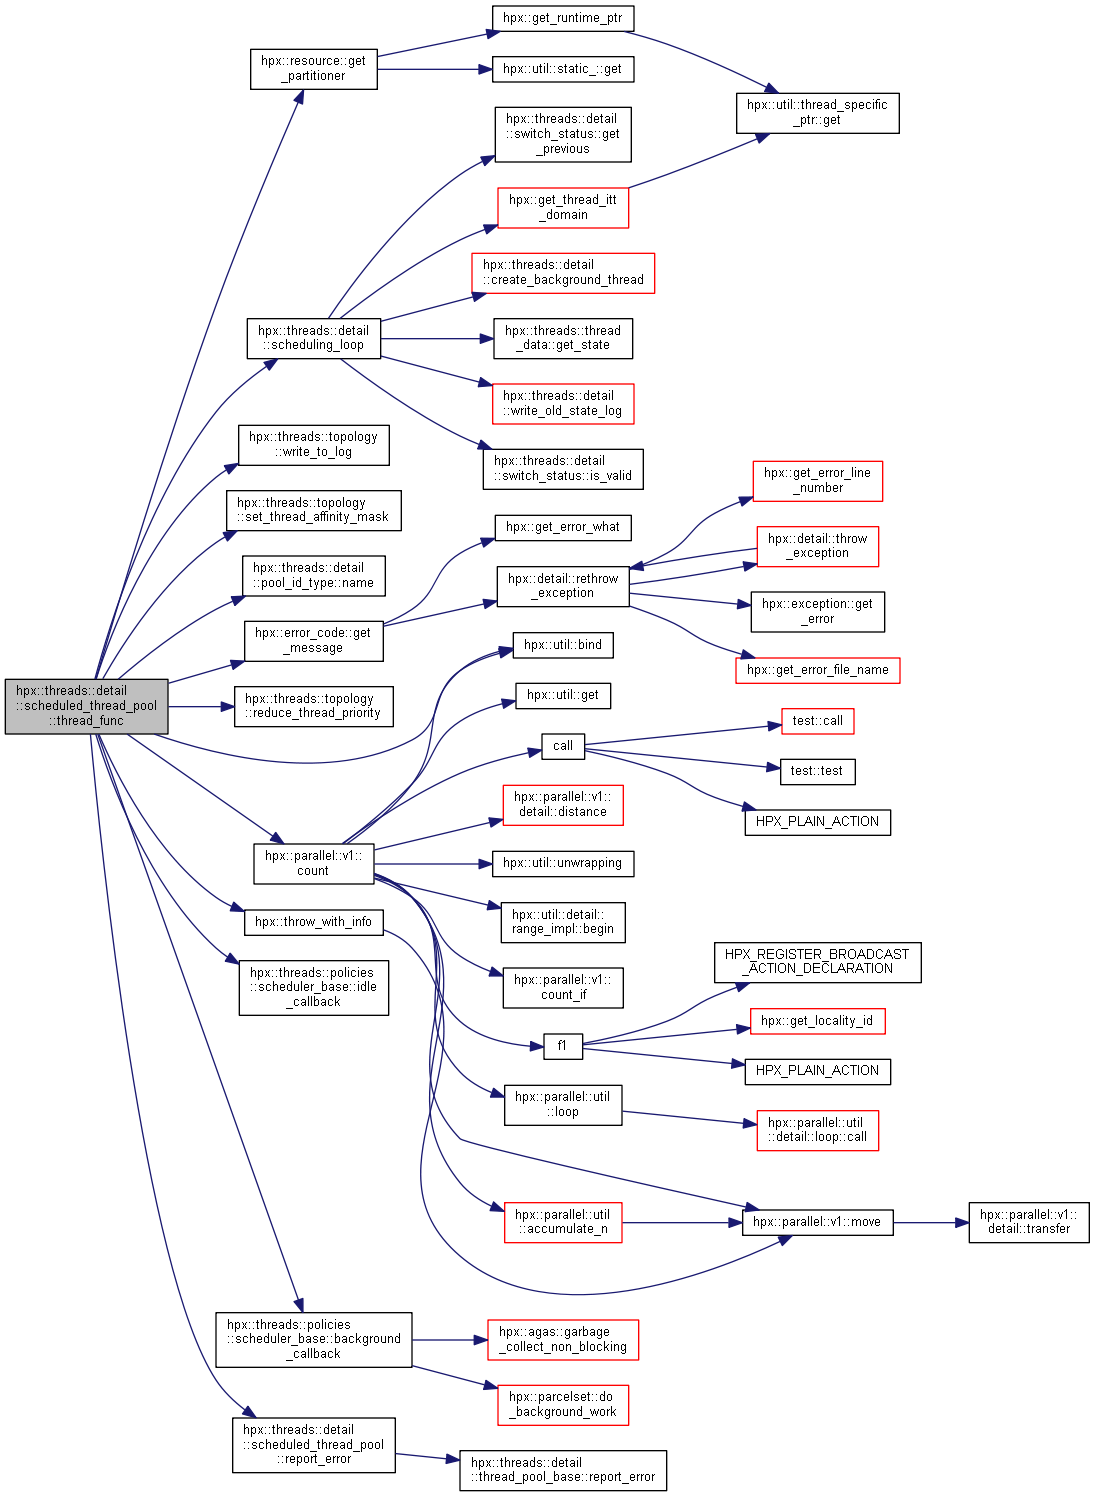 hpx::get_runtime_ptr
hpx::resource::get
_partitioner
hpx::util::static_::get
hpx::util::thread_specific
_ptr::get
hpx::threads::detail
::switch_status::get
_previous
hpx::get_thread_itt
_domain
hpx::threads::detail
::create_background_thread
hpx::threads::detail
::scheduling_loop
hpx::threads::thread
_data::get_state
hpx::threads::detail
::write_old_state_log
hpx::threads::topology
::write_to_log
hpx::threads::detail
::switch_status::is_valid
hpx::get_error_line
_number
hpx::threads::topology
::set_thread_affinity_mask
hpx::get_error_what
hpx::detail::throw
_exception
hpx::threads::detail
::pool_id_type::name
hpx::detail::rethrow
_exception
hpx::exception::get
_error
hpx::error_code::get
_message
hpx::util::bind
hpx::get_error_file_name
hpx::threads::detail
::scheduled_thread_pool
::thread_func
hpx::threads::topology
::reduce_thread_priority
hpx::util::get
test::call
call
test::test
hpx::parallel::v1::
detail::distance
HPX_PLAIN_ACTION
hpx::parallel::v1::
count
hpx::util::unwrapping
hpx::throw_with_info
hpx::util::detail::
range_impl::begin
HPX_REGISTER_BROADCAST
_ACTION_DECLARATION
hpx::threads::policies
::scheduler_base::idle
_callback
hpx::parallel::v1::
count_if
hpx::get_locality_id
f1
HPX_PLAIN_ACTION
hpx::parallel::util
::loop
hpx::parallel::util
::detail::loop::call
hpx::parallel::util
::accumulate_n
hpx::parallel::v1::move
hpx::parallel::v1::
detail::transfer
hpx::threads::policies
::scheduler_base::background
_callback
hpx::agas::garbage
_collect_non_blocking
hpx::parcelset::do
_background_work
hpx::threads::detail
::scheduled_thread_pool
::report_error
hpx::threads::detail
::thread_pool_base::report_error